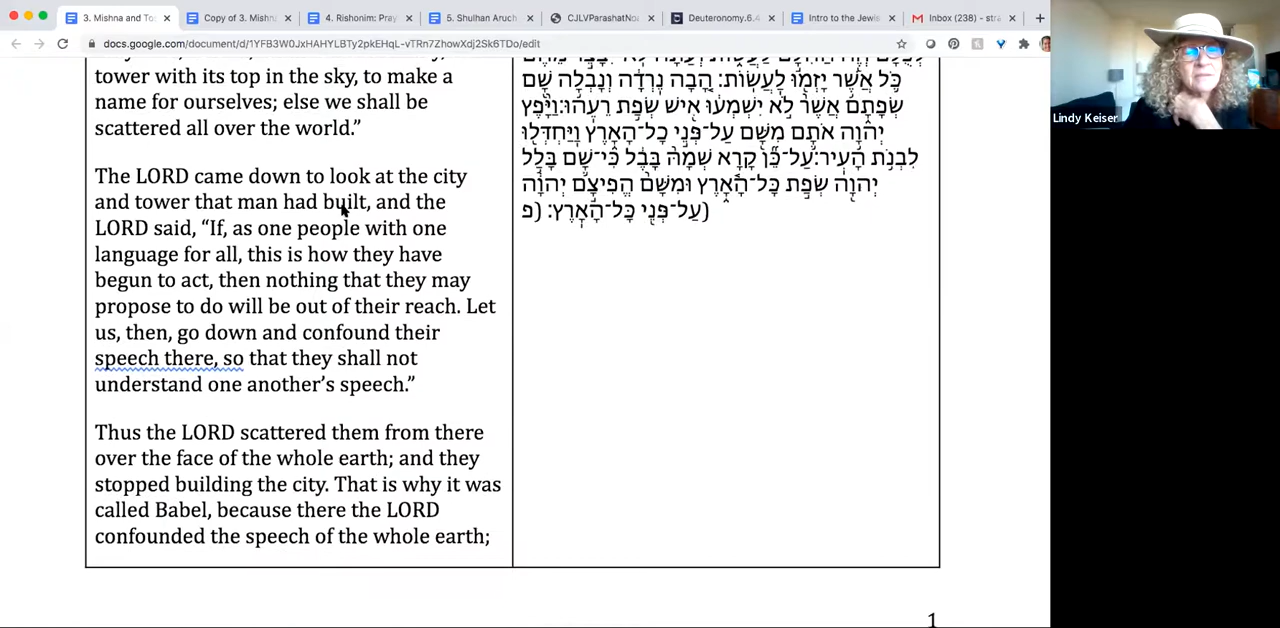 3. Mishna and To
Copy of 3. Mishn
4. Rishonim: Pray
5. Shulhan Aruch
CJLVParashatNoa
Deuteronomy.6.4
Intro to the Jewis
Inbox (238) - str
docs.google.com/document/d/1YFB3W0JxHAHYLBTy2pkEHqL-vTRn7ZhowXdj2Sk6TDo/edit
Lindy Keiser
tower with its top in the sky, to make a
name for ourselves; else we shall be
scattered all over the world.”
The LORD came down to look at the city
and tower that man had built, and the
LORD said, “If, as one people with one
language for all, this is how they have
begun to act, then nothing that they may
propose to do will be out of their reach. Let
us, then, go down and confound their
speech there, so that they shall not
understand one another’s speech.”
Thus the LORD scattered them from there
over the face of the whole earth; and they
stopped building the city. That is why it was
called Babel, because there the LORD
confounded the speech of the whole earth;
כֹּ֛ל אֲשֶׁ֥ר יָזְמ֖וּ לַֽעֲשֽׂוֹת׃ הָ֚בָה נֵֽרְדָ֔ה וְנָבְלָ֥ה שָׁ֖ם
שְׂפָתָ֑ם אֲשֶׁר֙ לֹ֣א יִשְׁמְע֔וּ אִ֖ישׁ שְׂפַ֥ת רֵעֵֽהוּ׃ וַיָּ֨פֶץ
יְהוָ֥ה אֹתָ֛ם מִשָּׁ֖ם עַל־פְּנֵ֣י כָל־הָאָ֑רֶץ וַֽיַּחְדְּל֖וּ
לִבְנֹ֥ת הָעִֽיר׃ עַל־כֵּ֞ן קָרָ֤א שְׁמָהּ֙ בָּבֶ֔ל כִּי־שָׁ֛ם בָּלַ֥ל
יְהוָ֖ה שְׂפַ֣ת כָּל־הָאָ֑רֶץ וּמִשָּׁם֙ הֱפִיצָ֣ם יְהוָ֔ה
עַל־פְּנֵ֖י כָּל־הָאָֽרֶץ׃ (פ)
1